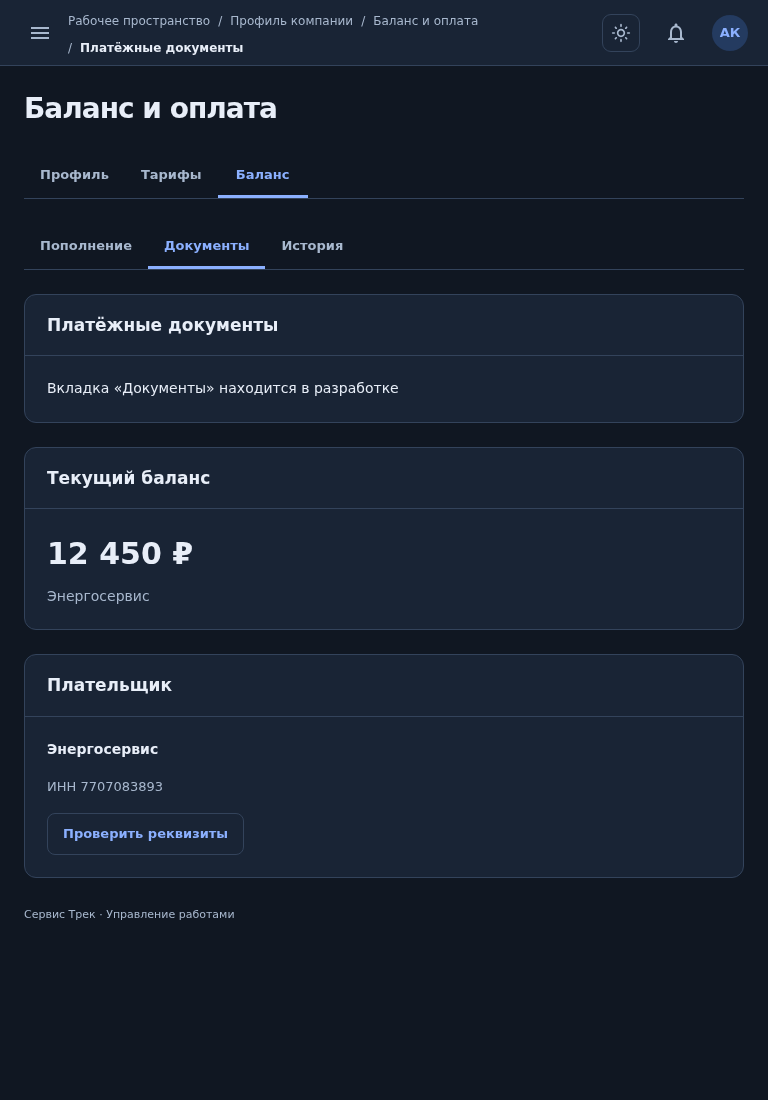 Рабочее пространство / Профиль компании / Баланс и оплата
/ Платёжные документы
АК
Баланс и оплата
Профиль Тарифы Баланс
Пополнение Документы История
Платёжные документы
Вкладка «Документы» находится в разработке
Текущий баланс
12 450 ₽
Энергосервис
Плательщик
Энергосервис
ИНН 7707083893
Проверить реквизиты
Сервис Трек · Управление работами